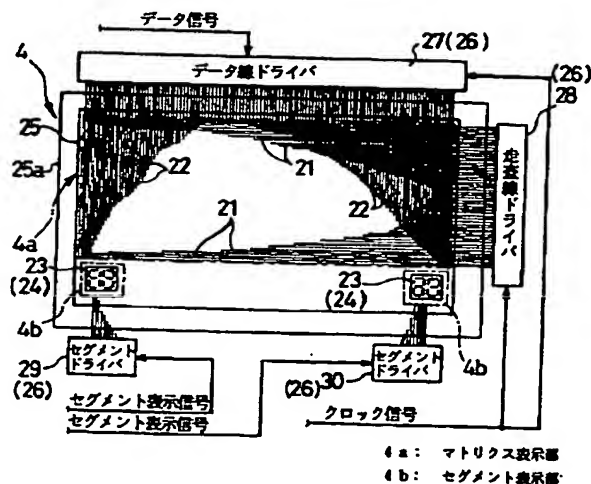 データ信号
27(26)
データ線ドライバ
4
(26)
28
25
25a
4a
22
21
22
21
走査線ドライバ
23
(24)
4b
23
(24)
4b
セグメント
ドライバ
29
(26)
セグメント
ドライバ
(26)
30
セグメント表示信号
セグメント表示信号
クロック信号
4a: マトリクス表示部
4b: セグメント表示部